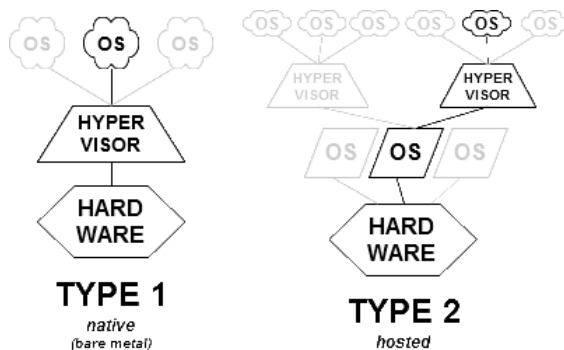 OS OS OS
HYPER
VISOR
HARD
WARE
TYPE 1
native
(bare metal)
OS OS OS OS OS OS
HYPER
VISOR
HYPER
VISOR
OS OS OS
HARD
WARE
TYPE 2
hosted